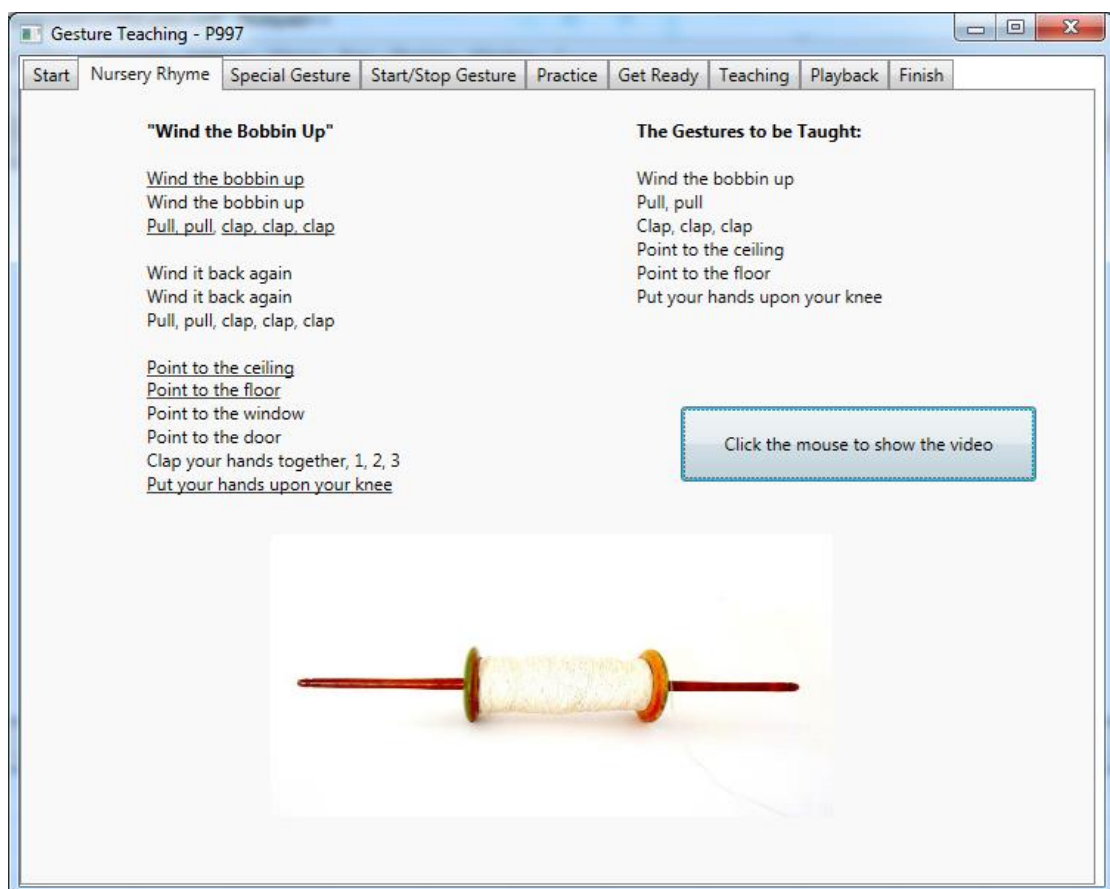 Gesture Teaching - P997
Start Nursery Rhyme Special Gesture Start/Stop Gesture Practice Get Ready Teaching Playback Finish
"Wind the Bobbin Up"
Wind the bobbin up
Wind the bobbin up
Pull, pull, clap, clap, clap
Wind it back again
Wind it back again
Pull, pull, clap, clap, clap
Point to the ceiling
Point to the floor
Point to the window
Point to the door
Clap your hands together, 1, 2, 3
Put your hands upon your knee
The Gestures to be Taught:
Wind the bobbin up
Pull, pull
Clap, clap, clap
Point to the ceiling
Point to the floor
Put your hands upon your knee
Click the mouse to show the video